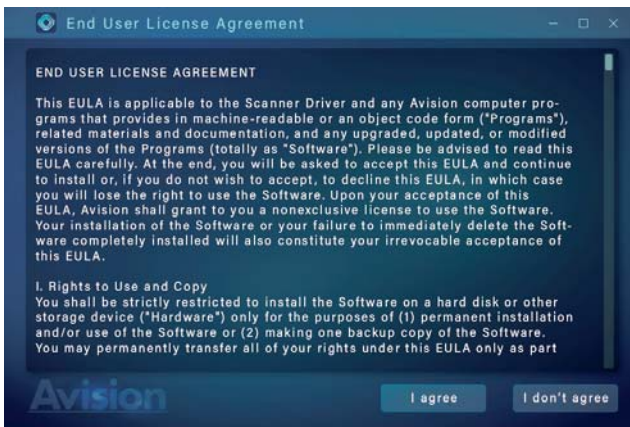 End User License Agreement
END USER LICENSE AGREEMENT
This EULA is applicable to the Scanner Driver and any Avision computer pro-
grams that provides in machine-readable or an object code form ("Programs"),
related materials and documentation, and any upgraded, updated, or modified
versions of the Programs (totally as "Software"). Please be advised to read this
EULA carefully. At the end, you will be asked to accept this EULA and continue
to install or, if you do not wish to accept, to decline this EULA, in which case
you will lose the right to use the Software. Upon your acceptance of this
EULA, Avision shall grant to you a nonexclusive license to use the Software.
Your installation of the Software or your failure to immediately delete the Soft-
ware completely installed will also constitute your irrevocable acceptance of
this EULA.
I. Rights to Use and Copy
You shall be strictly restricted to install the Software on a hard disk or other
storage device ("Hardware") only for the purposes of (1) permanent installation
and/or use of the Software or (2) making one backup copy of the Software.
You may permanently transfer all of your rights under this EULA only as part
Avision
I agree
I don't agree